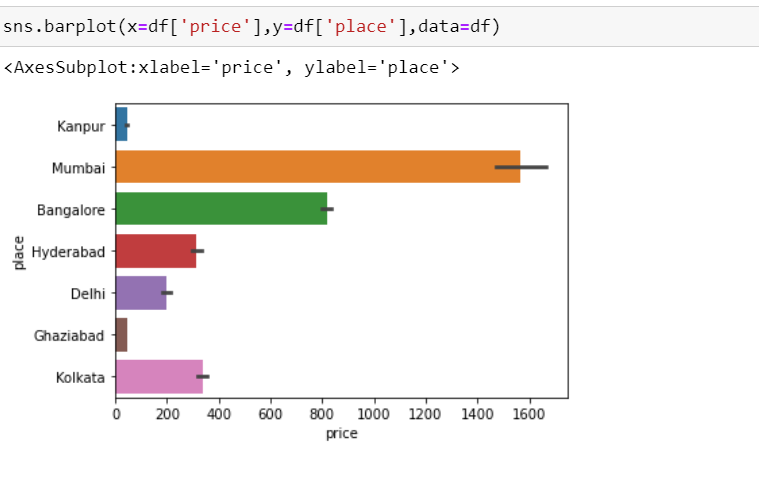 sns.barplot(x=df['price'],y=df['place'],data=df)
<AxesSubplot:xlabel='price', ylabel='place'>
Kanpur
Mumbai
Bangalore
Hyderabad
Delhi
Ghaziabad
Kolkata
place
0 200 400 600 800 1000 1200 1400 1600
price